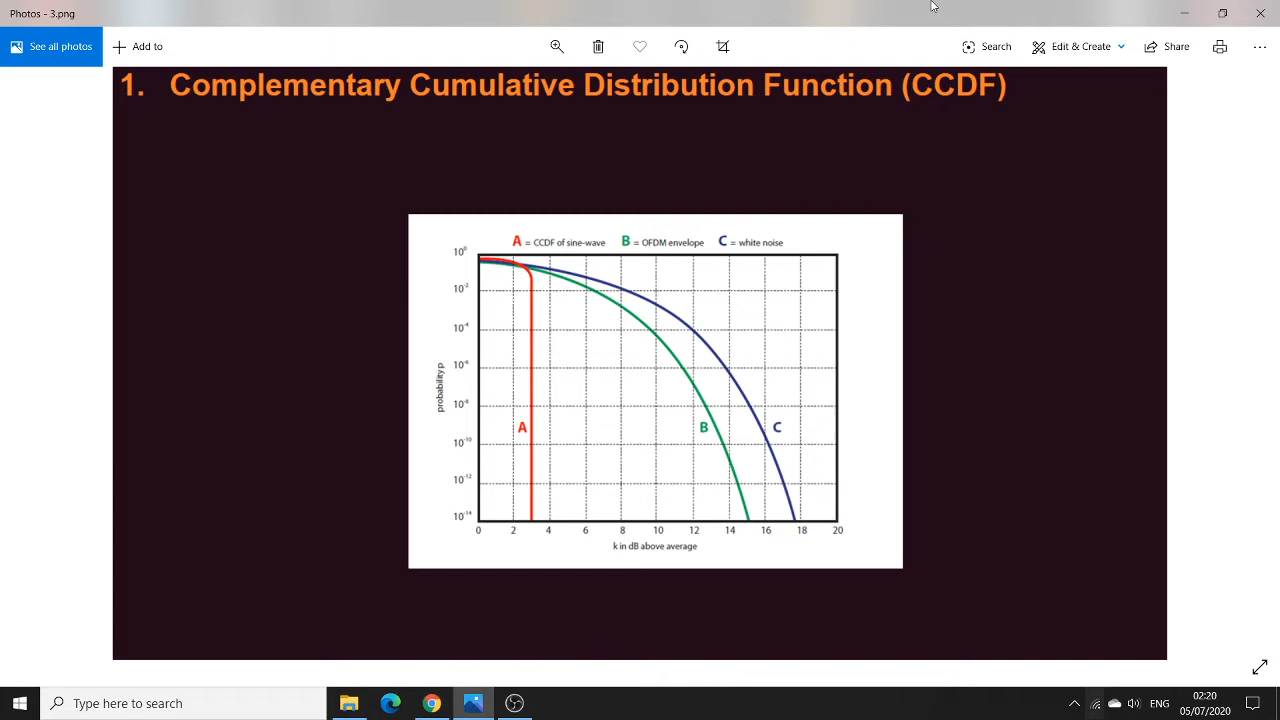 Photos - 3.png
See all photos
Add to
Search
Edit & Create
Share
1. Complementary Cumulative Distribution Function (CCDF)
A = CCDF of sine-wave B = OFDM envelope C = white noise
10⁰
10⁻²
10⁻⁴
10⁻⁶
10⁻⁸
10⁻¹⁰
10⁻¹²
10⁻¹⁴
probability p
A
B
C
0 2 4 6 8 10 12 14 16 18 20
k in dB above average
Type here to search
ENG
02:20
05/07/2020